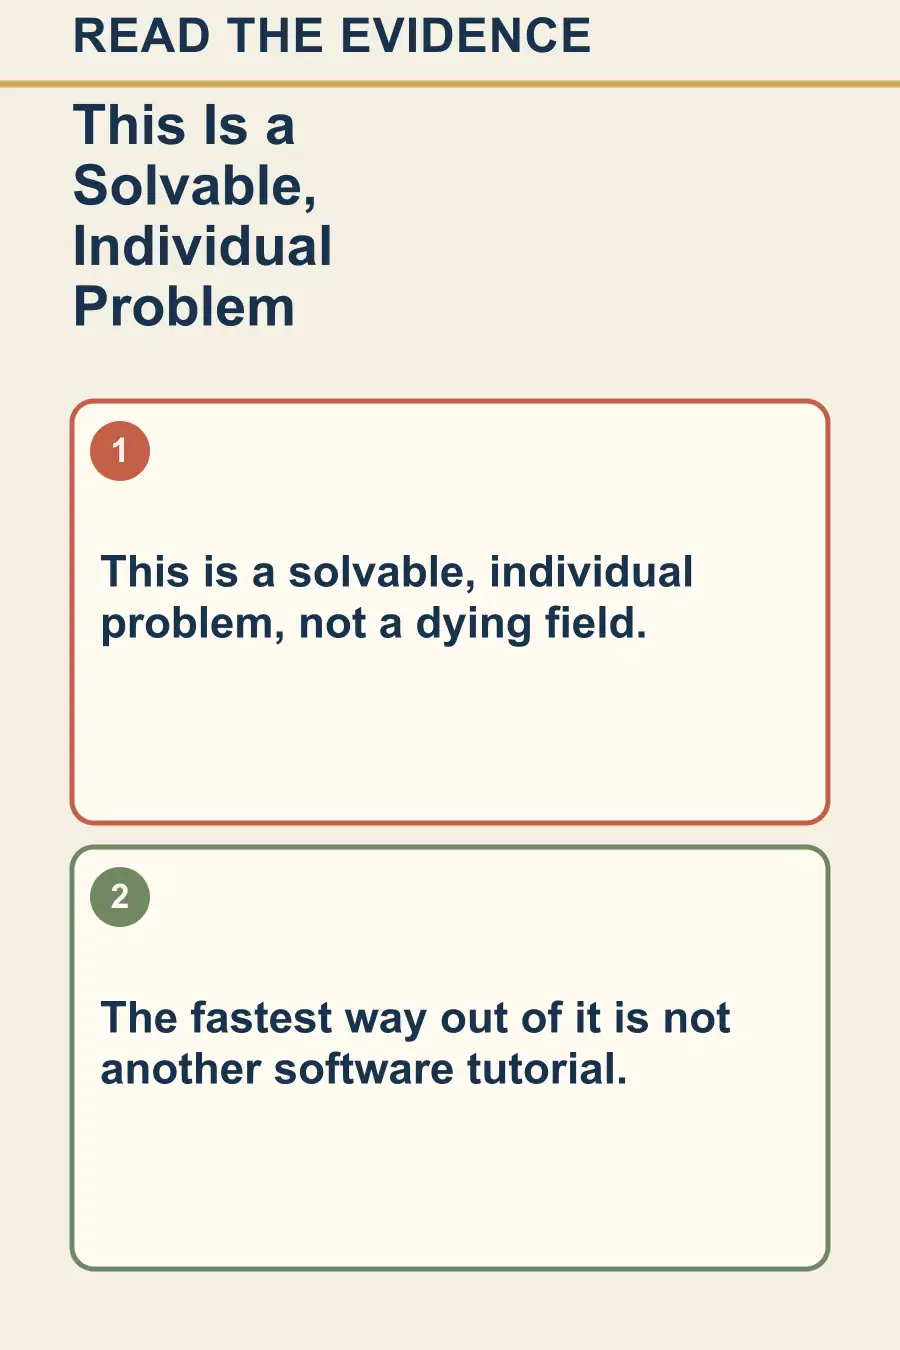 READ THE EVIDENCE
This Is a
Solvable,
Individual
Problem
1
This is a solvable, individual
problem, not a dying field.
2
The fastest way out of it is not
another software tutorial.